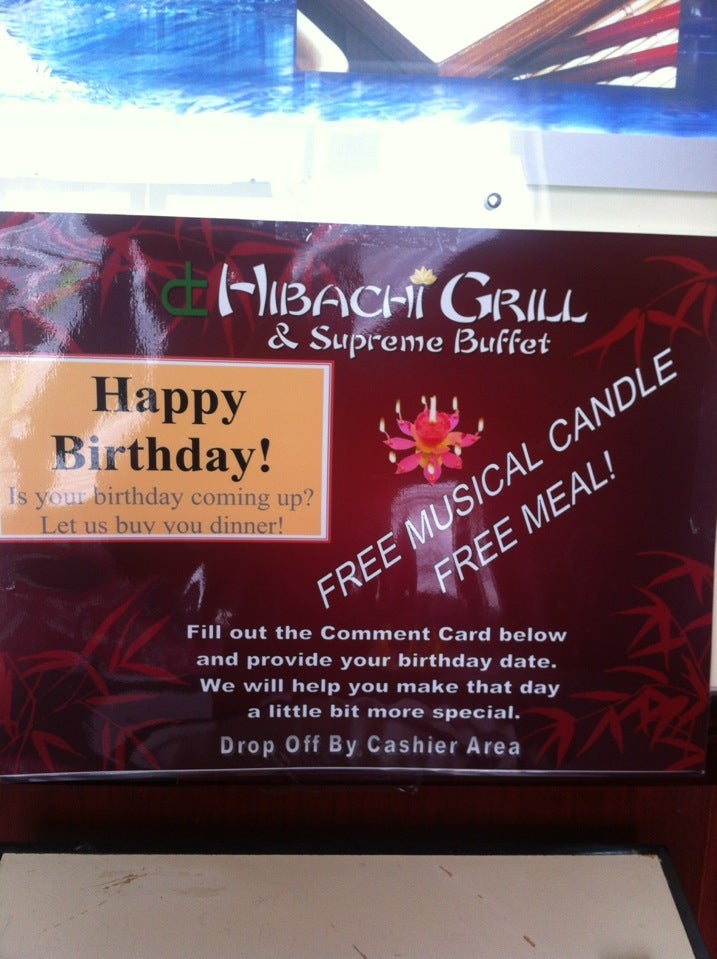 HIBACHI GRILL
& Supreme Buffet
Happy
Birthday!
Is your birthday coming up?
Let us buy you dinner!
FREE MUSICAL CANDLE
FREE MEAL!
Fill out the Comment Card below
and provide your birthday date.
We will help you make that day
a little bit more special.
Drop Off By Cashier Area